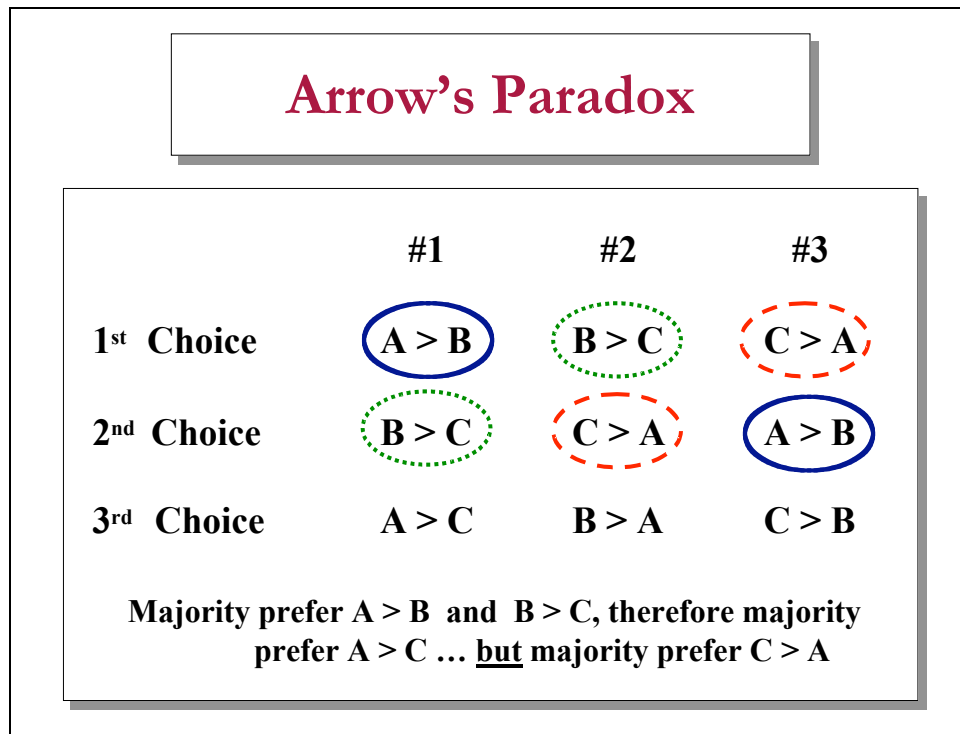 Arrow’s Paradox
#1 #2 #3
1st Choice A > B B > C C > A
2nd Choice B > C C > A A > B
3rd Choice A > C B > A C > B
Majority prefer A > B and B > C, therefore majority
prefer A > C … but majority prefer C > A